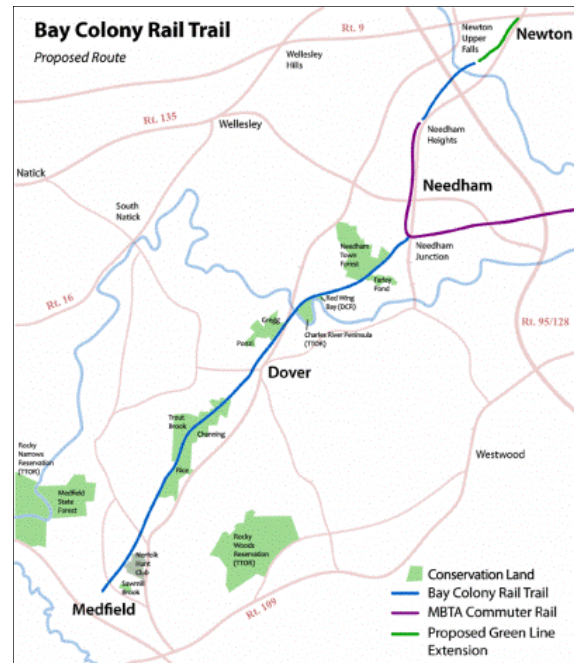 Bay Colony Rail Trail
Proposed Route
Rt. 9
Newton
Upper
Falls
Newton
Wellesley
Hills
Rt. 135
Wellesley
Needham
Heights
Natick
Needham
South
Natick
Needham
Town
Forest
Needham
Junction
Farley
Pond
Red Wing
Bay (DCR)
Rt. 16
Rt. 95/128
Gregg
Charles River Peninsula
(TTOR)
Peters
Dover
Trout
Brook
Channing
Rocky
Narrows
Reservation
(TTOR)
Westwood
Rice
Medfield
State
Forest
Rocky
Woods
Reservation
(TTOR)
Norfolk
Hunt
Club
Sawmill
Brook
Medfield
Rt. 109
Conservation Land
Bay Colony Rail Trail
MBTA Commuter Rail
Proposed Green Line
Extension